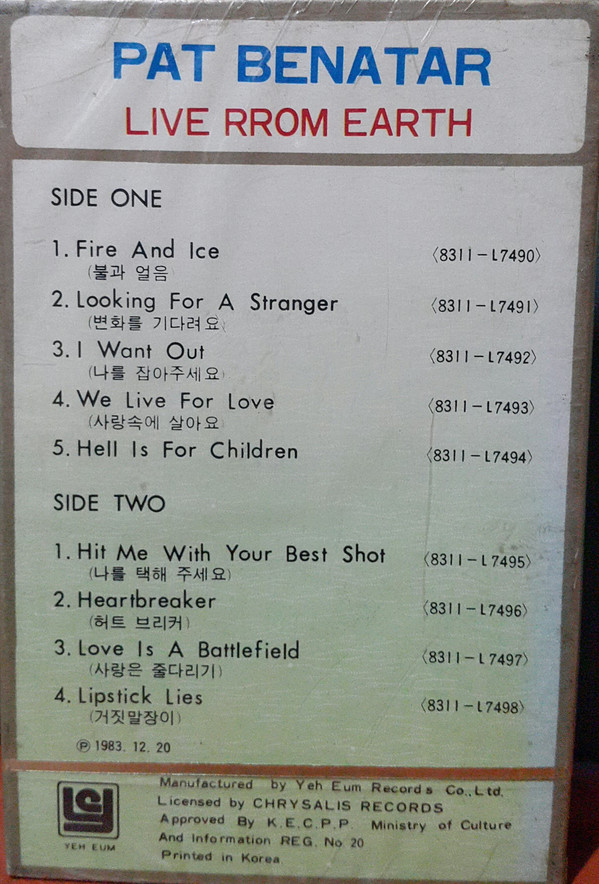 PAT BENATAR
LIVE RROM EARTH
SIDE ONE
1. Fire And Ice 〈8311-L7490〉
(불과 얼음)
2. Looking For A Stranger 〈8311-L7491〉
(변화를 기다려요)
3. I Want Out 〈8311-L7492〉
(나를 잡아주세요)
4. We Live For Love 〈8311-L7493〉
(사랑속에 살아요)
5. Hell Is For Children 〈8311-L7494〉
SIDE TWO
1. Hit Me With Your Best Shot 〈8311-L7495〉
(나를 택해 주세요)
2. Heartbreaker 〈8311-L7496〉
(허트 브리커)
3. Love Is A Battlefield 〈8311-L7497〉
(사랑은 줄다리기)
4. Lipstick Lies 〈8311-L7498〉
(거짓말장이)
Ⓟ 1983. 12. 20
Manufactured by Yeh Eum Records Co., Ltd.
Licensed by CHRYSALIS RECORDS
Approved By K.E.C.P.P. Ministry of Culture
And Information REG. No 20
Printed in Korea
YEH EUM